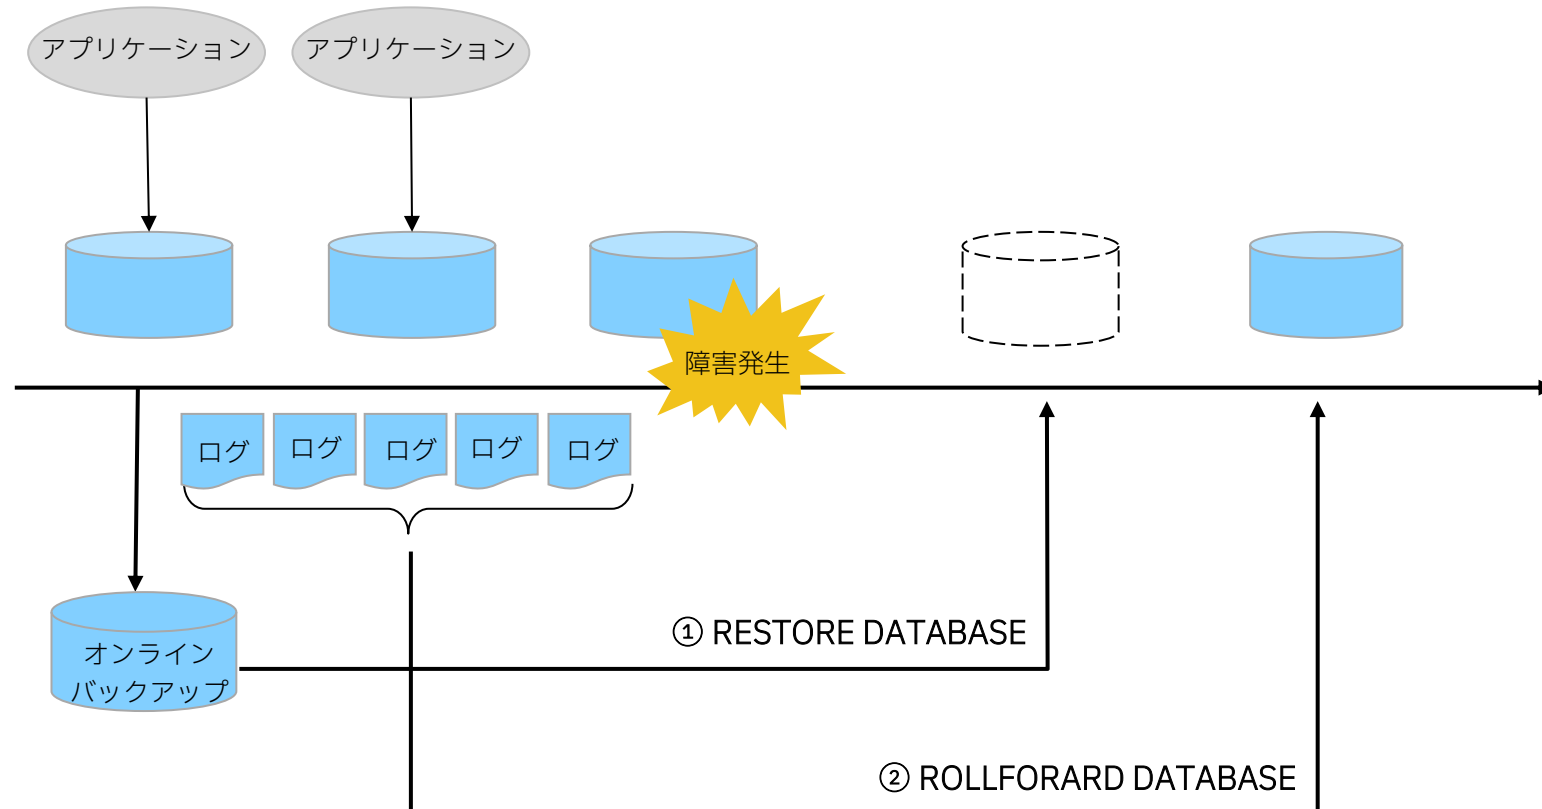 アプリケーション
アプリケーション
障害発生
ログ
ログ
ログ
ログ
ログ
① RESTORE DATABASE
オンライン
バックアップ
② ROLLFORARD DATABASE